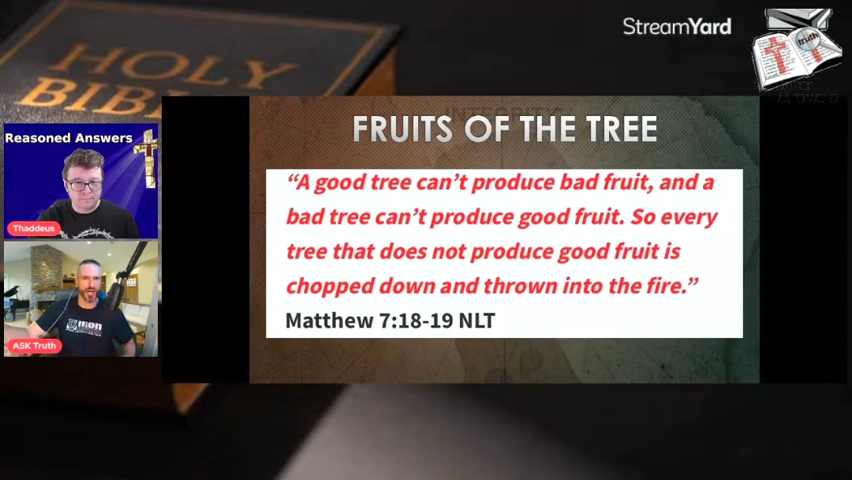 StreamYard
HOLY
BIB
truth
Reasoned Answers
Thaddeus
ASK Truth
FRUITS OF THE TREE
“A good tree can’t produce bad fruit, and a
bad tree can’t produce good fruit. So every
tree that does not produce good fruit is
chopped down and thrown into the fire.”
Matthew 7:18-19 NLT